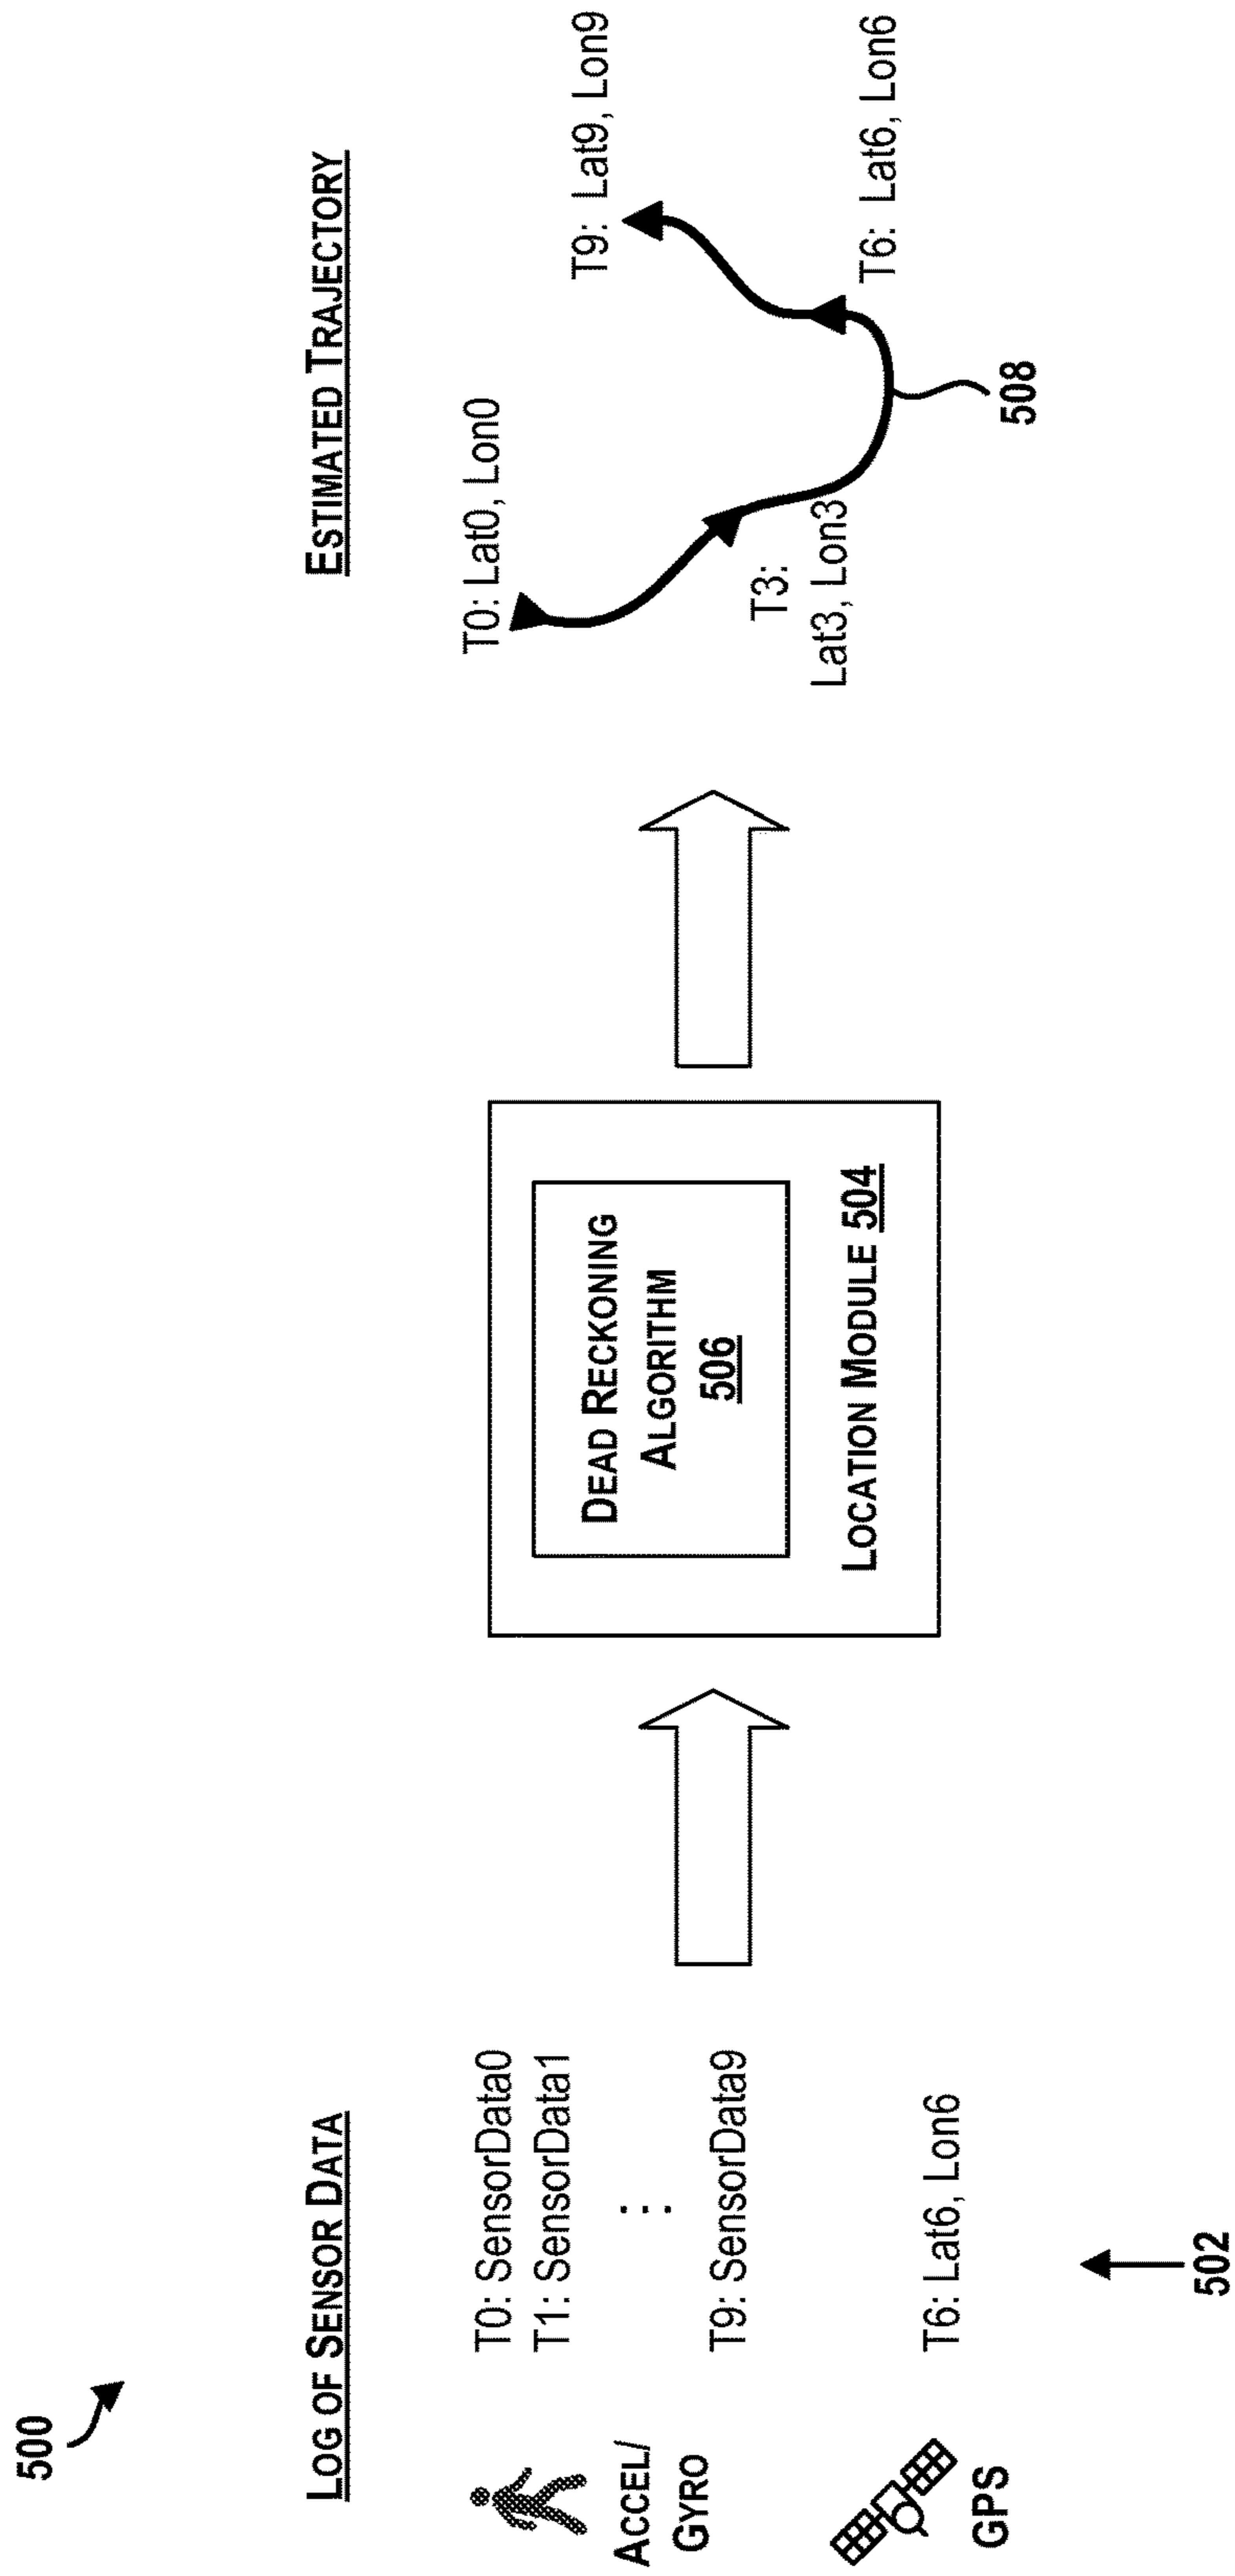 500
LOG OF SENSOR DATA
ACCEL/
GYRO
T0: SensorData0
T1: SensorData1
...
T9: SensorData9
GPS
T6: Lat6, Lon6
502
DEAD RECKONING
ALGORITHM
506
LOCATION MODULE 504
ESTIMATED TRAJECTORY
T0: Lat0, Lon0
T9: Lat9, Lon9
T3:
Lat3, Lon3
T6: Lat6, Lon6
508